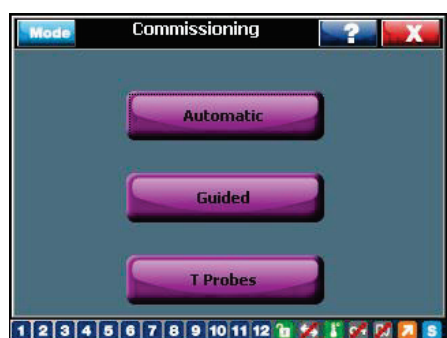 Mode Commissioning ? X
Automatic
Guided
T Probes
1 2 3 4 5 6 7 8 9 10 11 12 S